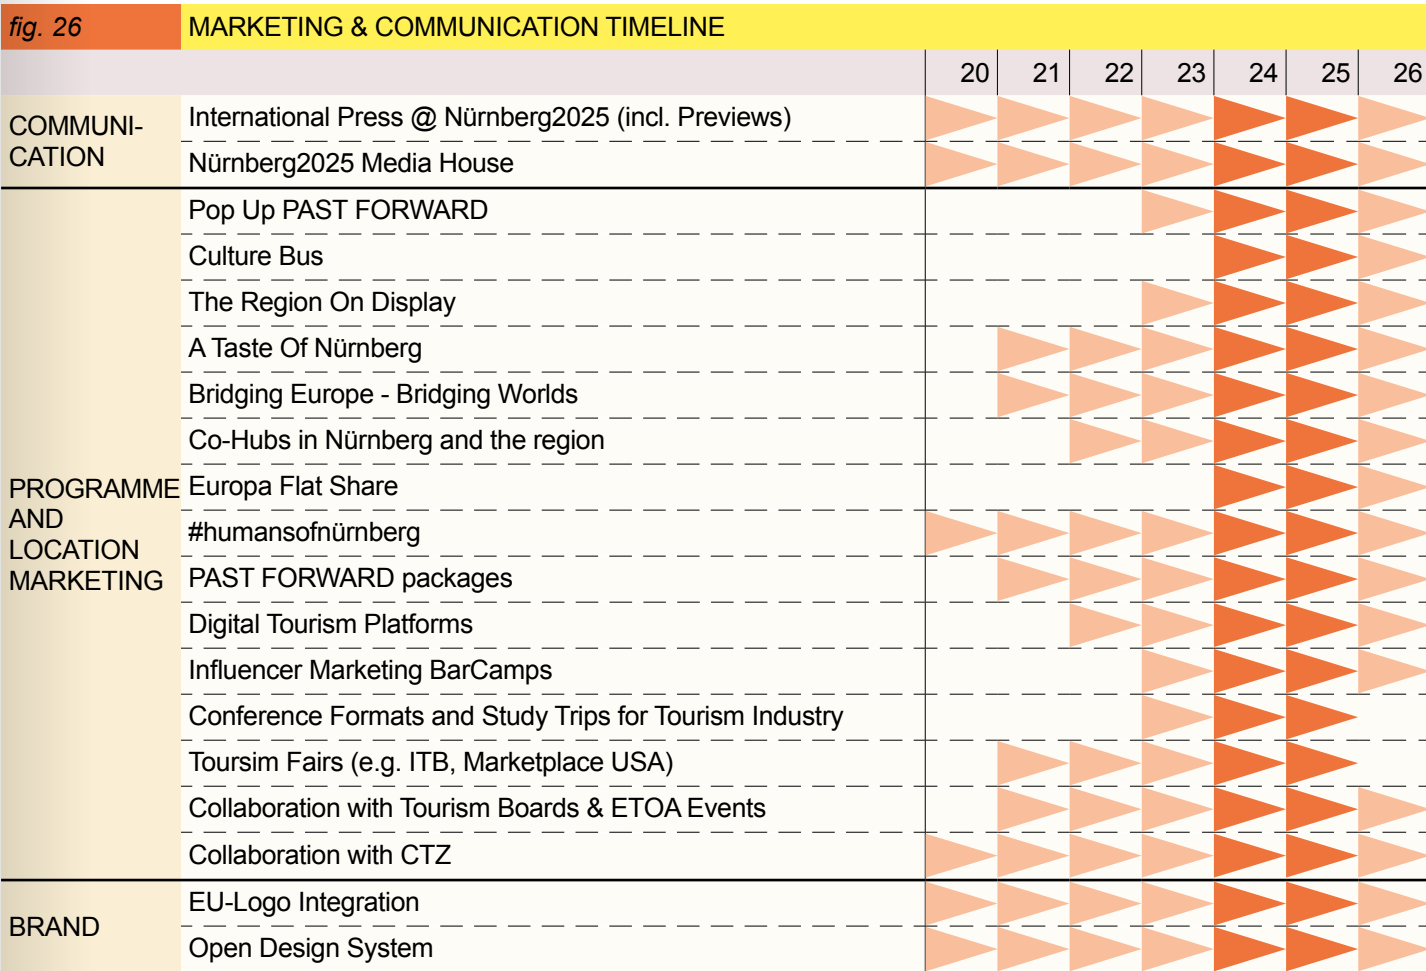 fig. 26 MARKETING & COMMUNICATION TIMELINE
20 21 22 23 24 25 26
COMMUNI-
CATION
International Press @ Nürnberg2025 (incl. Previews)
Nürnberg2025 Media House
PROGRAMME
AND
LOCATION
MARKETING
Pop Up PAST FORWARD
Culture Bus
The Region On Display
A Taste Of Nürnberg
Bridging Europe - Bridging Worlds
Co-Hubs in Nürnberg and the region
Europa Flat Share
#humansofnürnberg
PAST FORWARD packages
Digital Tourism Platforms
Influencer Marketing BarCamps
Conference Formats and Study Trips for Tourism Industry
Toursim Fairs (e.g. ITB, Marketplace USA)
Collaboration with Tourism Boards & ETOA Events
Collaboration with CTZ
BRAND
EU-Logo Integration
Open Design System